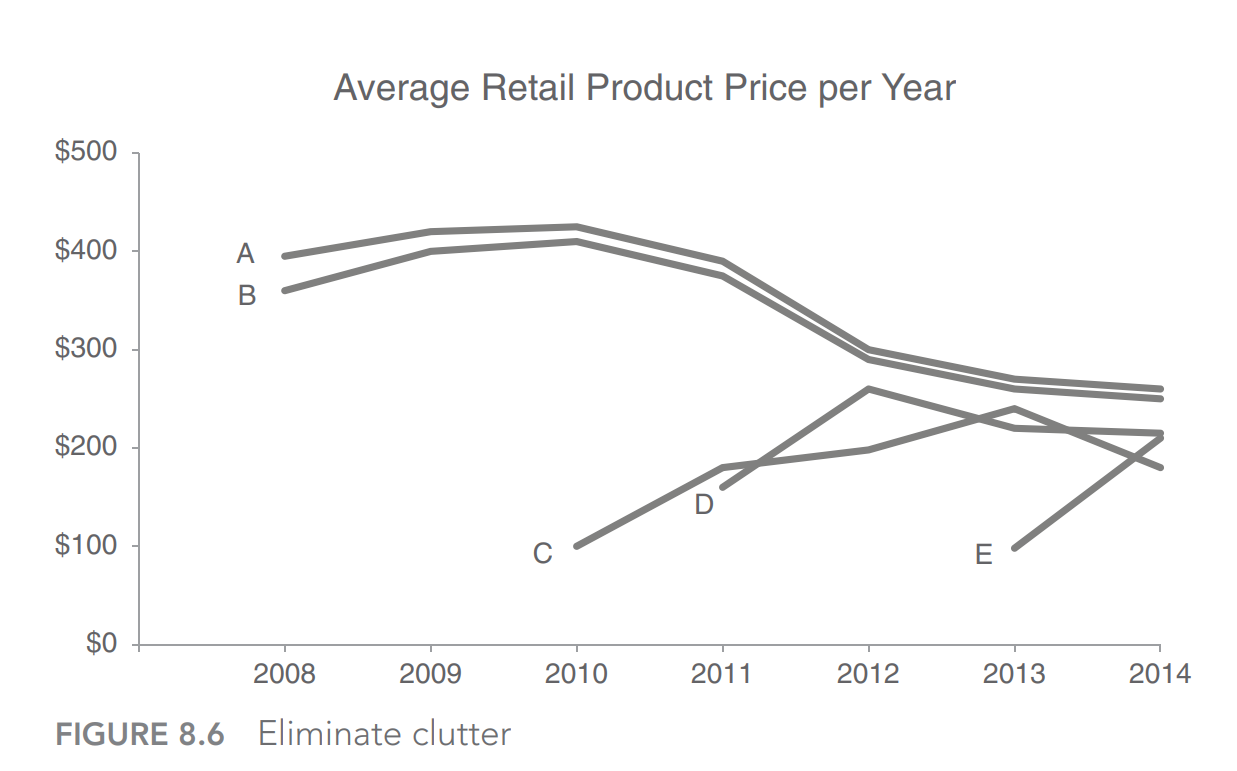 Average Retail Product Price per Year
$500
$400
$300
$200
$100
$0
A
B
C
D
E
2008 2009 2010 2011 2012 2013 2014
FIGURE 8.6 Eliminate clutter